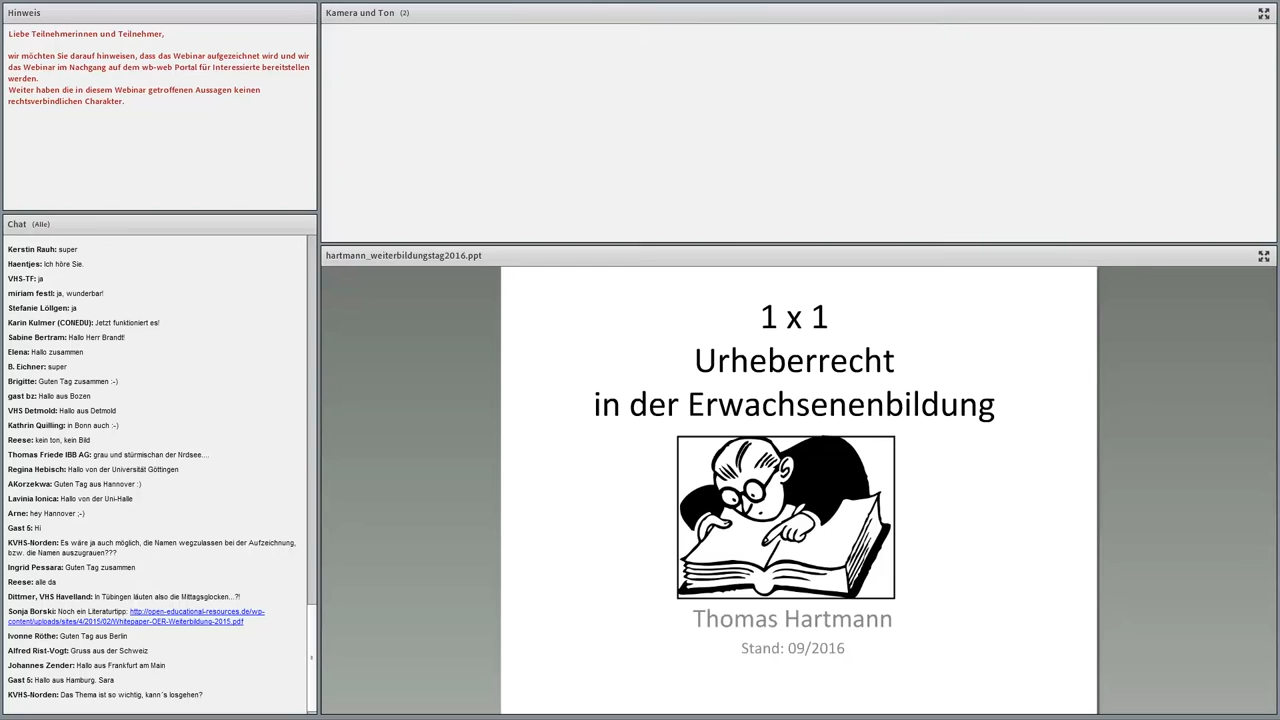 Hinweis
Liebe Teilnehmerinnen und Teilnehmer,
wir möchten Sie darauf hinweisen, dass das Webinar aufgezeichnet wird und wir
das Webinar im Nachgang auf dem wb-web Portal für Interessierte bereitstellen
werden.
Weiter haben die in diesem Webinar getroffenen Aussagen keinen
rechtsverbindlichen Charakter.
Chat (Alle)
Kerstin Rauh: super
Haentjes: Ich höre Sie.
VHS-TF: ja
miriam festl: ja, wunderbar!
Stefanie Löllgen: ja
Karin Kulmer (CONEDU): Jetzt funktioniert es!
Sabine Bertram: Hallo Herr Brandt!
Elena: Hallo zusammen
B. Eichner: super
Brigitte: Guten Tag zusammen :-)
gast bz: Hallo aus Bozen
VHS Detmold: Hallo aus Detmold
Kathrin Quilling: in Bonn auch :-)
Reese: kein ton, kein Bild
Thomas Friede IBB AG: grau und stürmischan der Nrdsee....
Regina Hebisch: Hallo von der Universität Göttingen
AKorzekwa: Guten Tag aus Hannover :)
Lavinia Ionica: Hallo von der Uni-Halle
Arne: hey Hannover ;-)
Gast 5: Hi
KVHS-Norden: Es wäre ja auch möglich, die Namen wegzulassen bei der Aufzeichnung,
bzw. die Namen auszugrauen???
Ingrid Pessara: Guten Tag zusammen
Reese: alle da
Dittmer, VHS Havelland: In Tübingen läuten also die Mittagsglocken...?!
Sonja Borski: Noch ein Literaturtipp: http://open-educational-resources.de/wp-
content/uploads/sites/4/2015/02/Whitepaper-OER-Weiterbildung-2015.pdf
Ivonne Röthe: Guten Tag aus Berlin
Alfred Rist-Vogt: Gruss aus der Schweiz
Johannes Zender: Hallo aus Frankfurt am Main
Gast 5: Hallo aus Hamburg. Sara
KVHS-Norden: Das Thema ist so wichtig, kann´s losgehen?
Kamera und Ton (2)
hartmann_weiterbildungstag2016.ppt
1 x 1
Urheberrecht
in der Erwachsenenbildung
Thomas Hartmann
Stand: 09/2016